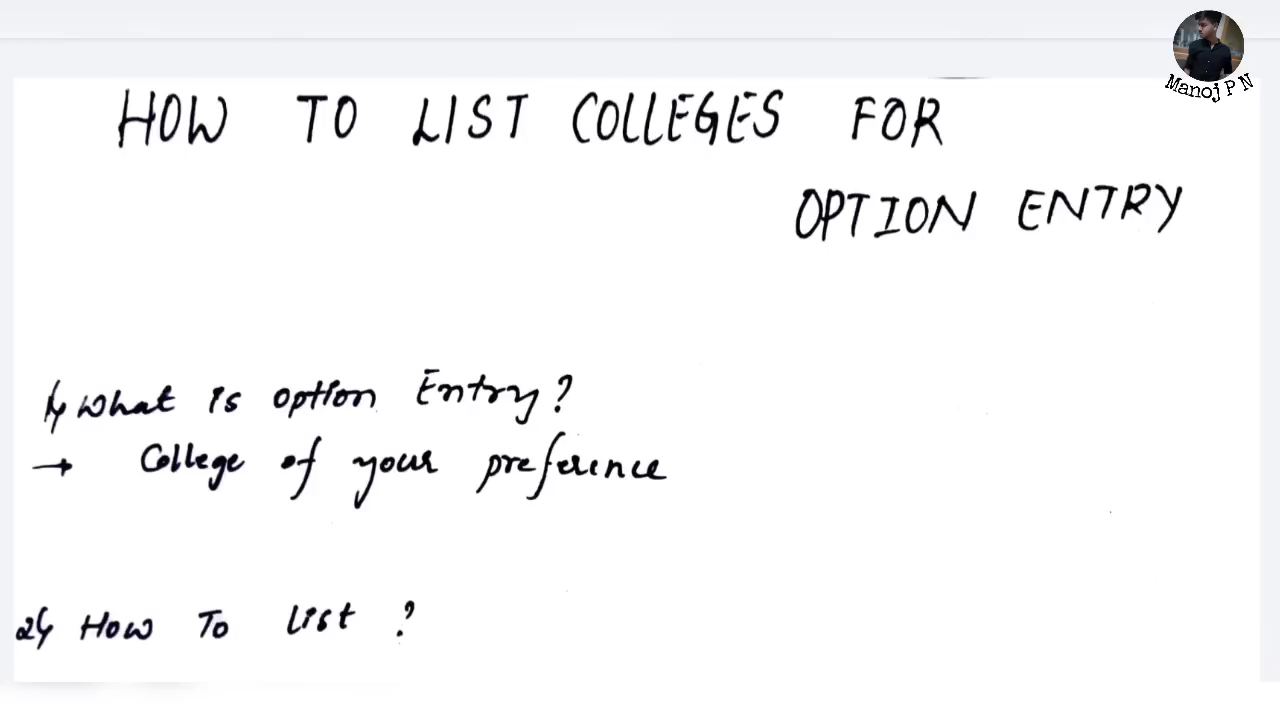 Manoj P N
HOW TO LIST COLLEGES FOR
OPTION ENTRY
1) What is option Entry?
→ College of your preference
2) How To List ?